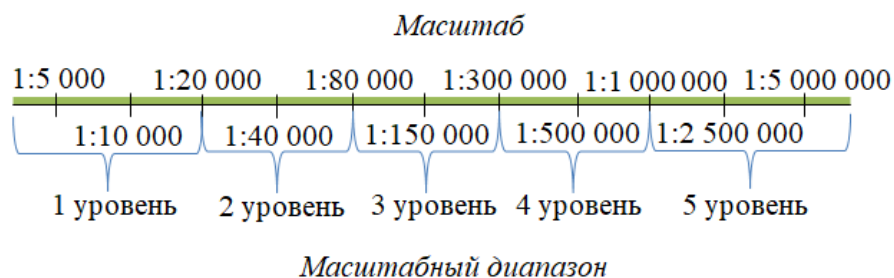 Масштаб
1:5 000 1:20 000 1:80 000 1:300 000 1:1 000 000 1:5 000 000
1:10 000 1:40 000 1:150 000 1:500 000 1:2 500 000
1 уровень 2 уровень 3 уровень 4 уровень 5 уровень
Масштабный диапазон